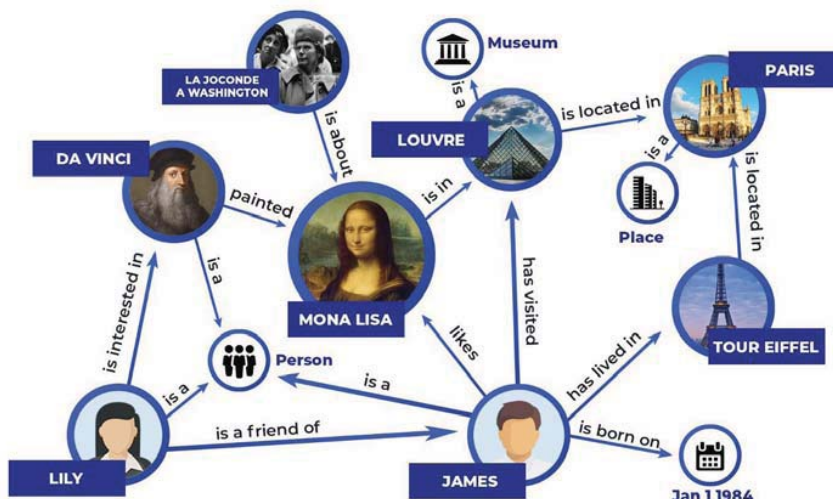 LA JOCONDE
A WASHINGTON
Museum
PARIS
is a
is located in
LOUVRE
is about
DA VINCI
is a
is located in
painted
is in
Place
is a
is interested in
MONA LISA
has visited
TOUR EIFFEL
Person
likes
has lived in
is a
is a
is a friend of
is born on
LILY
JAMES
Jan 1 1984